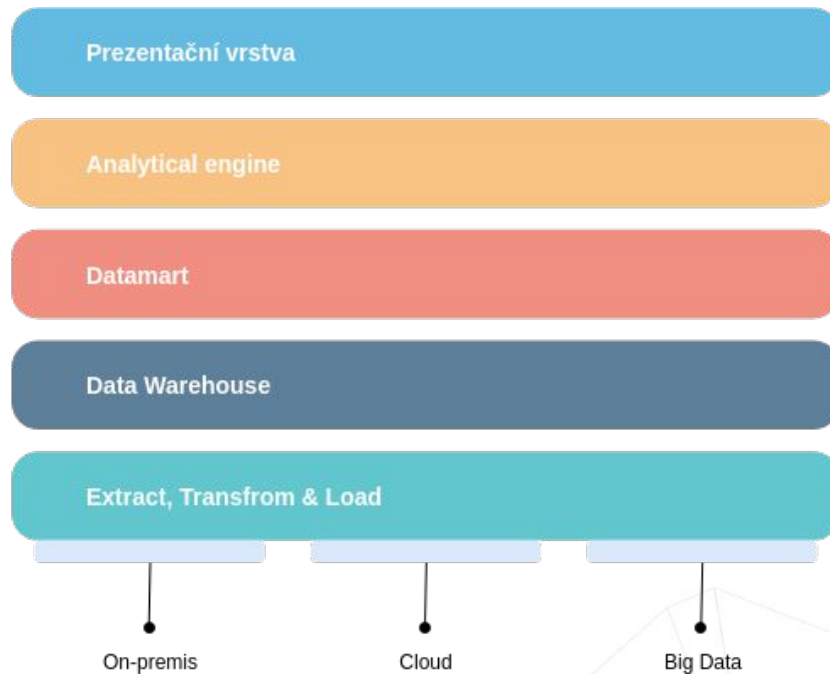 Prezentační vrstva
Analytical engine
Datamart
Data Warehouse
Extract, Transfrom & Load
On-premis
Cloud
Big Data